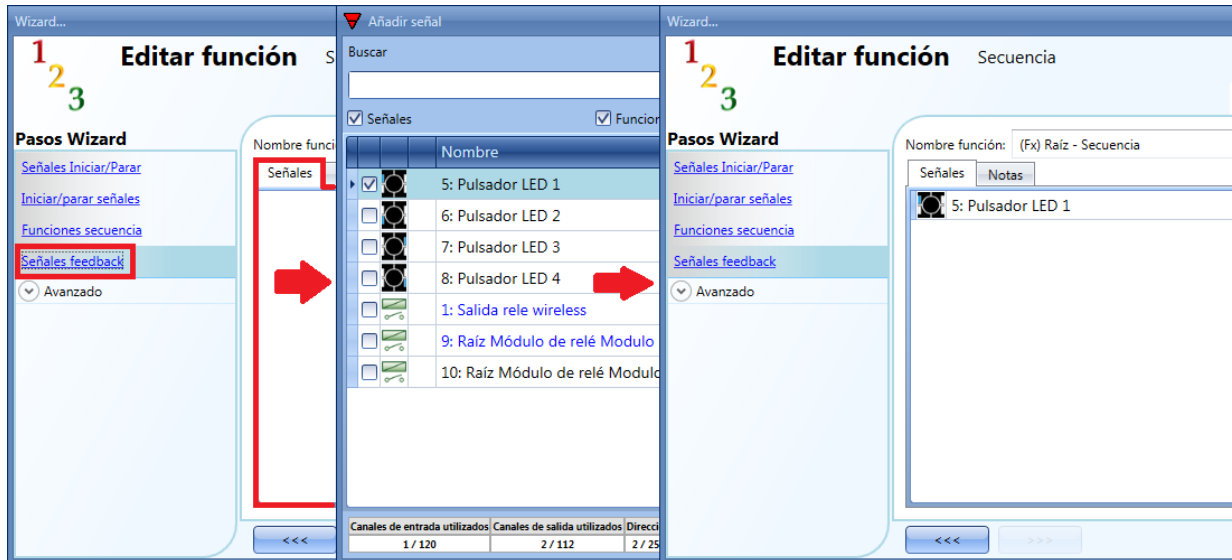 Wizard...
1 2 3
Editar función S
Pasos Wizard
Señales Iniciar/Parar
Iniciar/parar señales
Funciones secuencia
Señales feedback
Avanzado
Nombre funci
Señales
<<<
Añadir señal
Buscar
Señales Funcion
Nombre
5: Pulsador LED 1
6: Pulsador LED 2
7: Pulsador LED 3
8: Pulsador LED 4
1: Salida rele wireless
9: Raíz Módulo de relé Modulo
10: Raíz Módulo de relé Modulo
Canales de entrada utilizados Canales de salida utilizados Direcci
1 / 120 2 / 112 2 / 25
Wizard...
1 2 3
Editar función Secuencia
Pasos Wizard
Señales Iniciar/Parar
Iniciar/parar señales
Funciones secuencia
Señales feedback
Avanzado
Nombre función: (Fx) Raíz - Secuencia
Señales Notas
5: Pulsador LED 1
<<< >>>